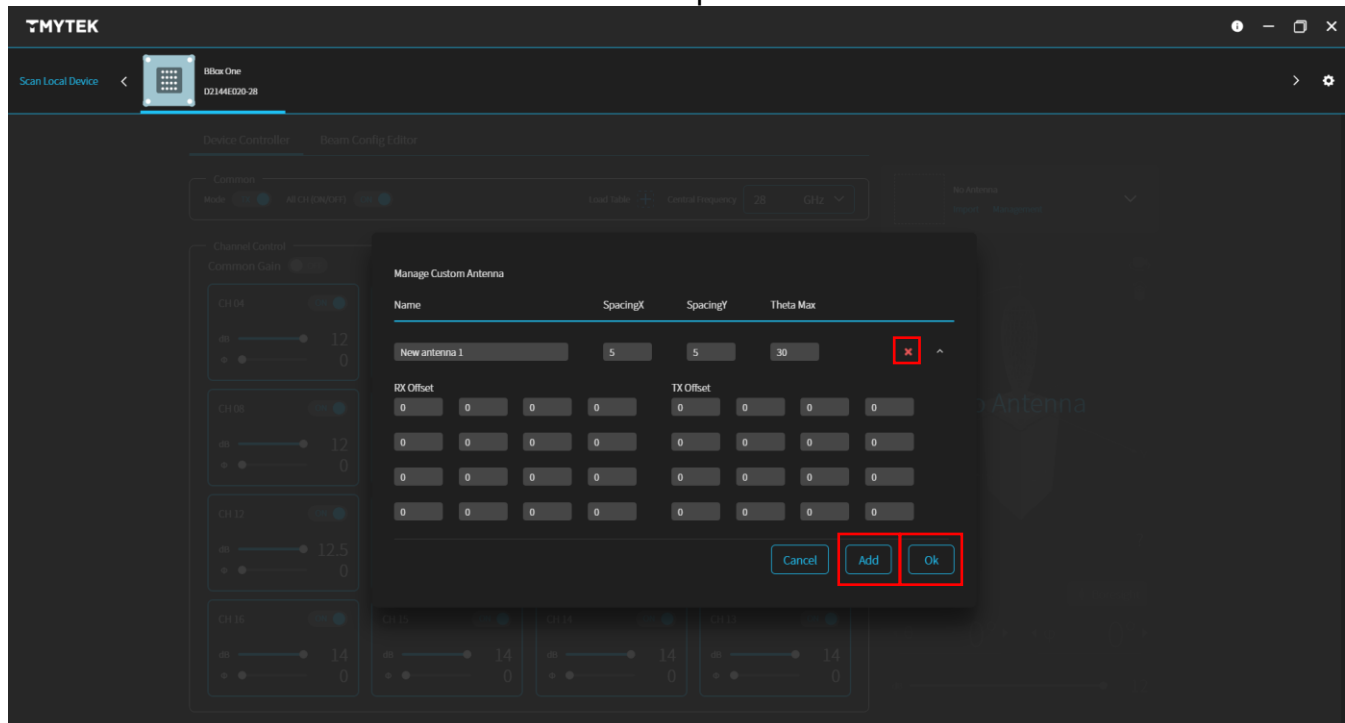 TMYTEK
Scan Local Device
BBox One
D2144E020-28
Device Controller Beam Config Editor
Common
Mode RF CH (ON/OFF) Load Table + Central Frequency 28 GHz
No Antenna
Channel Control
Common Gain
Manage Custom Antenna
Name SpacingX SpacingY Theta Max
New antenna 1 5 5 30
RX Offset TX Offset
0 0 0 0 0 0 0 0
0 0 0 0 0 0 0 0
0 0 0 0 0 0 0 0
0 0 0 0 0 0 0 0
Cancel Add Ok
CH 04
dB 12
0
CH 08
dB 12
0
CH 12
dB 12.5
0
CH 16 CH 15 CH 14 CH 13
dB 14 dB 14 dB 14 dB 14
0 0 0 0
Antenna